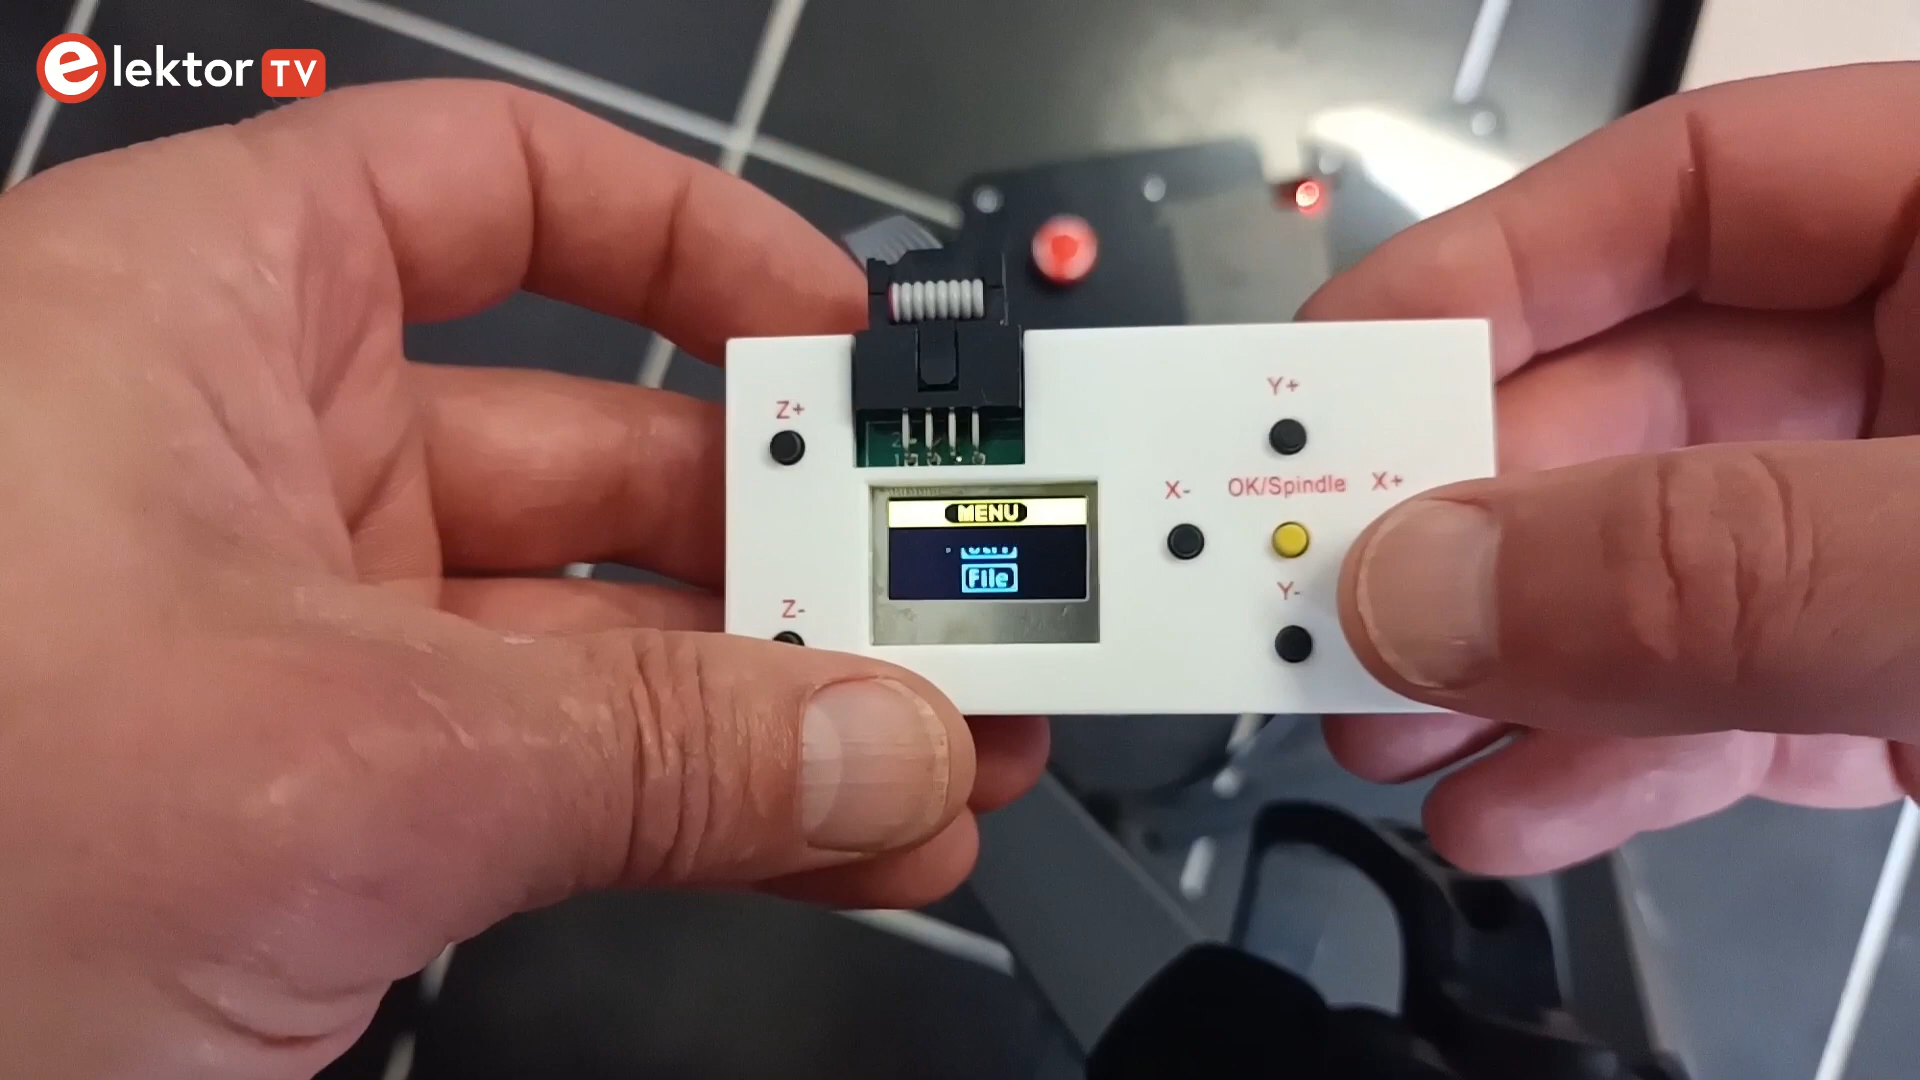 elektor TV
Z+
Y+
X-
OK/Spindle
X+
MENU
File
Y-
Z-